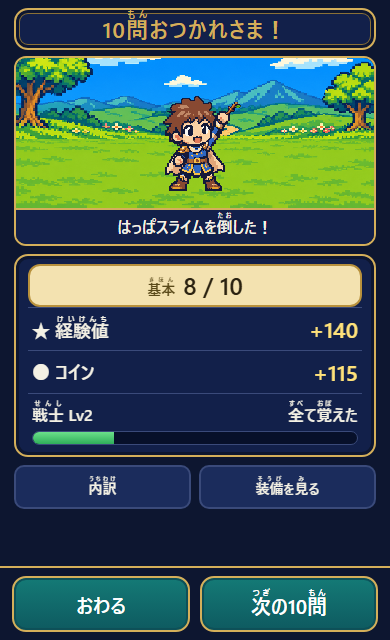 10問おつかれさま！
はっぱスライムを倒した！
基本 8 / 10
★ 経験値 +140
● コイン +115
戦士 Lv2 全て覚えた
内訳 装備を見る
おわる 次の10問